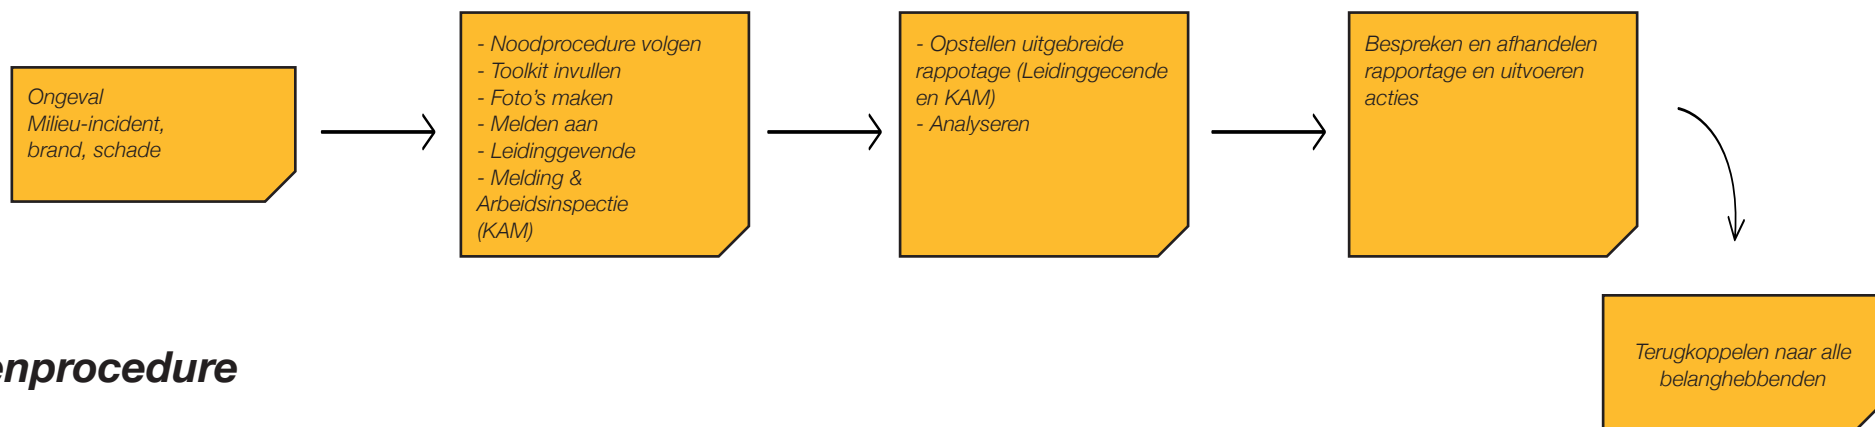 Ongeval
Milieu-incident,
brand, schade
- Noodprocedure volgen
- Toolkit invullen
- Foto's maken
- Melden aan
- Leidinggevende
- Melding &
Arbeidsinspectie
(KAM)
- Opstellen uitgebreide
rappotage (Leidinggecende
en KAM)
- Analyseren
Bespreken en afhandelen
rapportage en uitvoeren
acties
Terugkoppelen naar alle
belanghebbenden
enprocedure